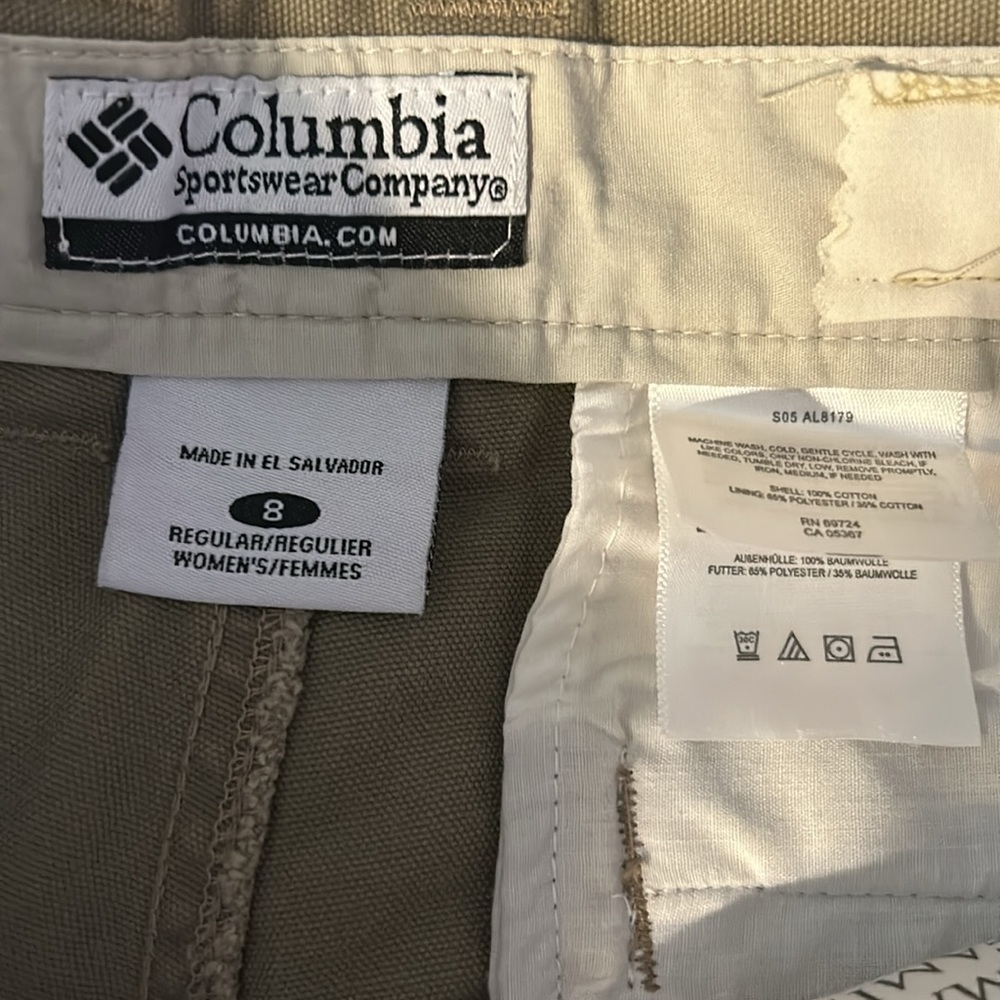 Columbia
Sportswear Company®
COLUMBIA.COM
MADE IN EL SALVADOR
8
REGULAR/REGULIER
WOMEN'S/FEMMES
S05 AL8179
MACHINE WASH, COLD, GENTLE CYCLE, WASH WITH
LIKE COLORS, ONLY NON-CHLORINE BLEACH, IF
NEEDED, TUMBLE DRY, LOW, REMOVE PROMPTLY,
IRON, MEDIUM, IF NEEDED
SHELL: 100% COTTON
LINING: 65% POLYESTER / 35% COTTON
RN 69724
CA 05367
AUßENHÜLLE: 100% BAUMWOLLE
FUTTER: 65% POLYESTER / 35% BAUMWOLLE
30C